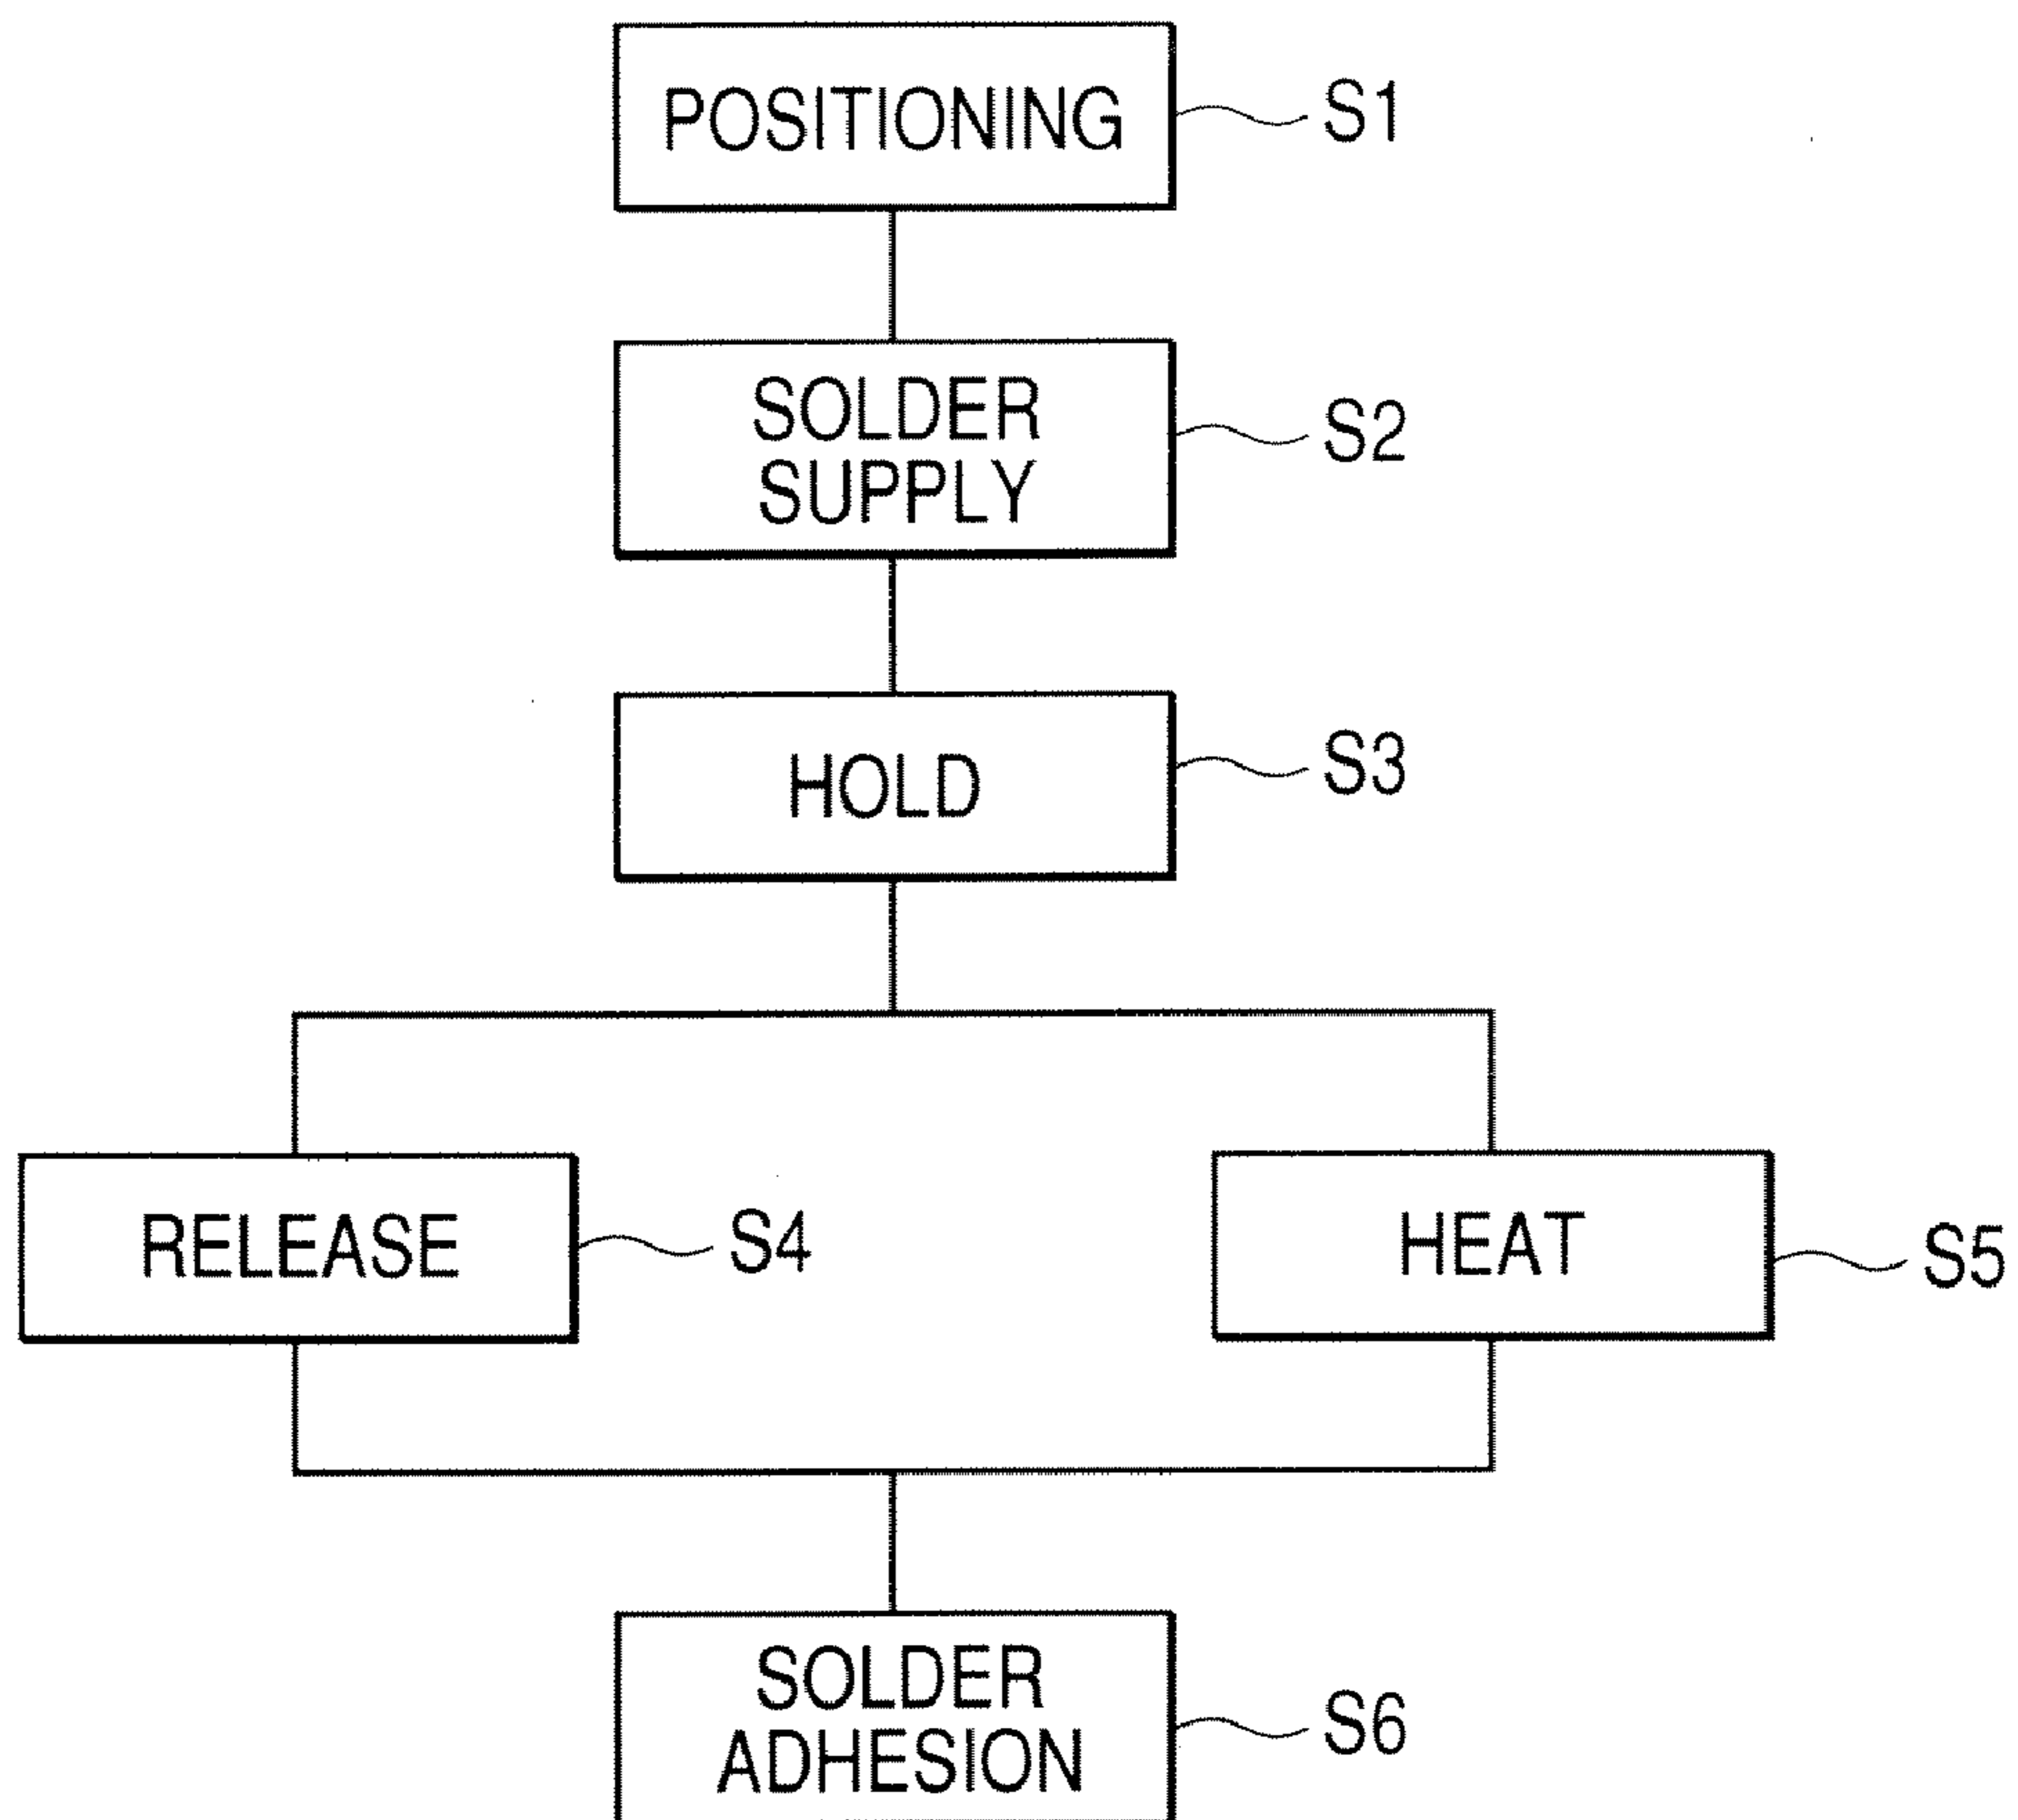 POSITIONING
S1
SOLDER
SUPPLY
S2
HOLD
S3
RELEASE
S4
HEAT
S5
SOLDER
ADHESION
S6